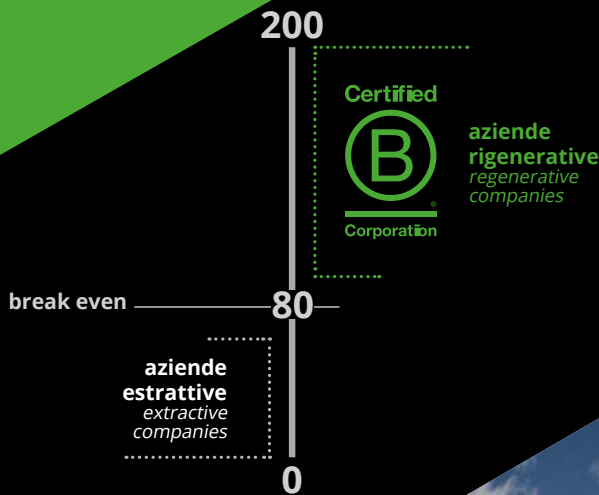 200
Certified
B
®
Corporation
aziende
rigenerative
regenerative
companies
break even
80
aziende
estrattive
extractive
companies
0